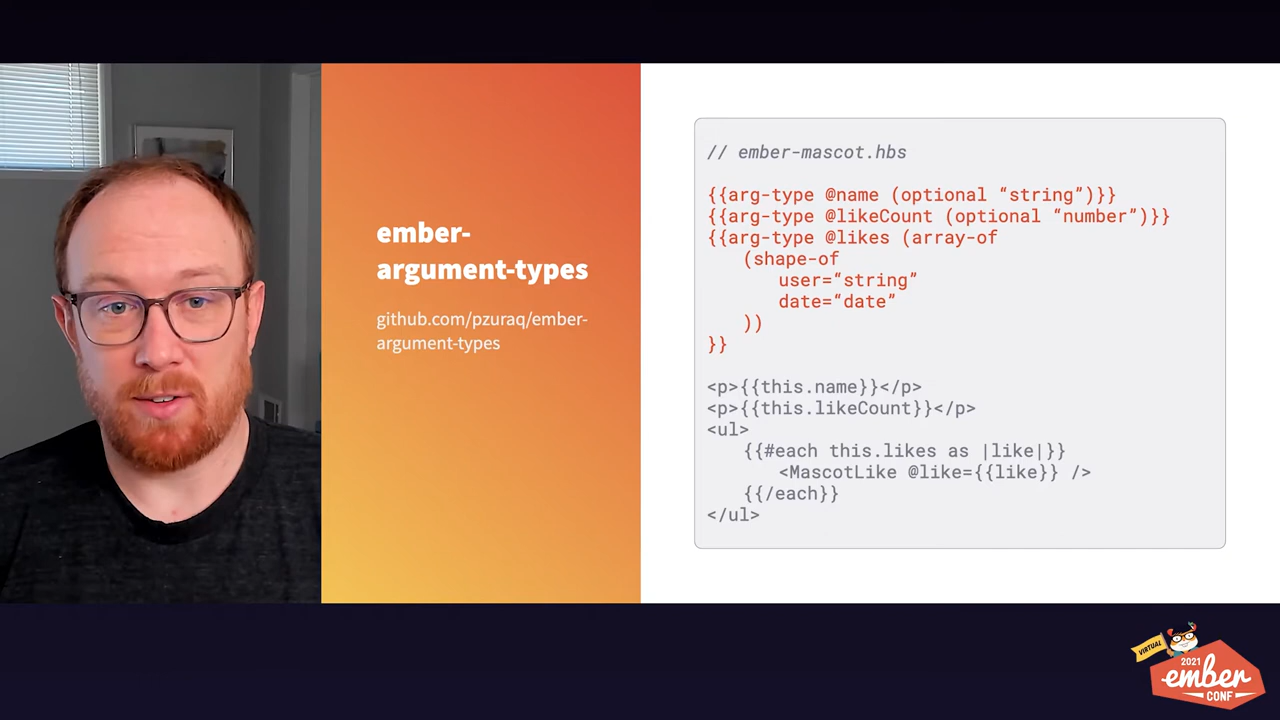 ember-
argument-types
github.com/pzuraq/ember-
argument-types
// ember-mascot.hbs
{{arg-type @name (optional “string”)}}
{{arg-type @likeCount (optional “number”)}}
{{arg-type @likes (array-of
(shape-of
user=“string”
date=“date”
))
}}
<p>{{this.name}}</p>
<p>{{this.likeCount}}</p>
<ul>
{{#each this.likes as |like|}}
<MascotLike @like={{like}} />
{{/each}}
</ul>
VIRTUAL
2021
ember
CONF